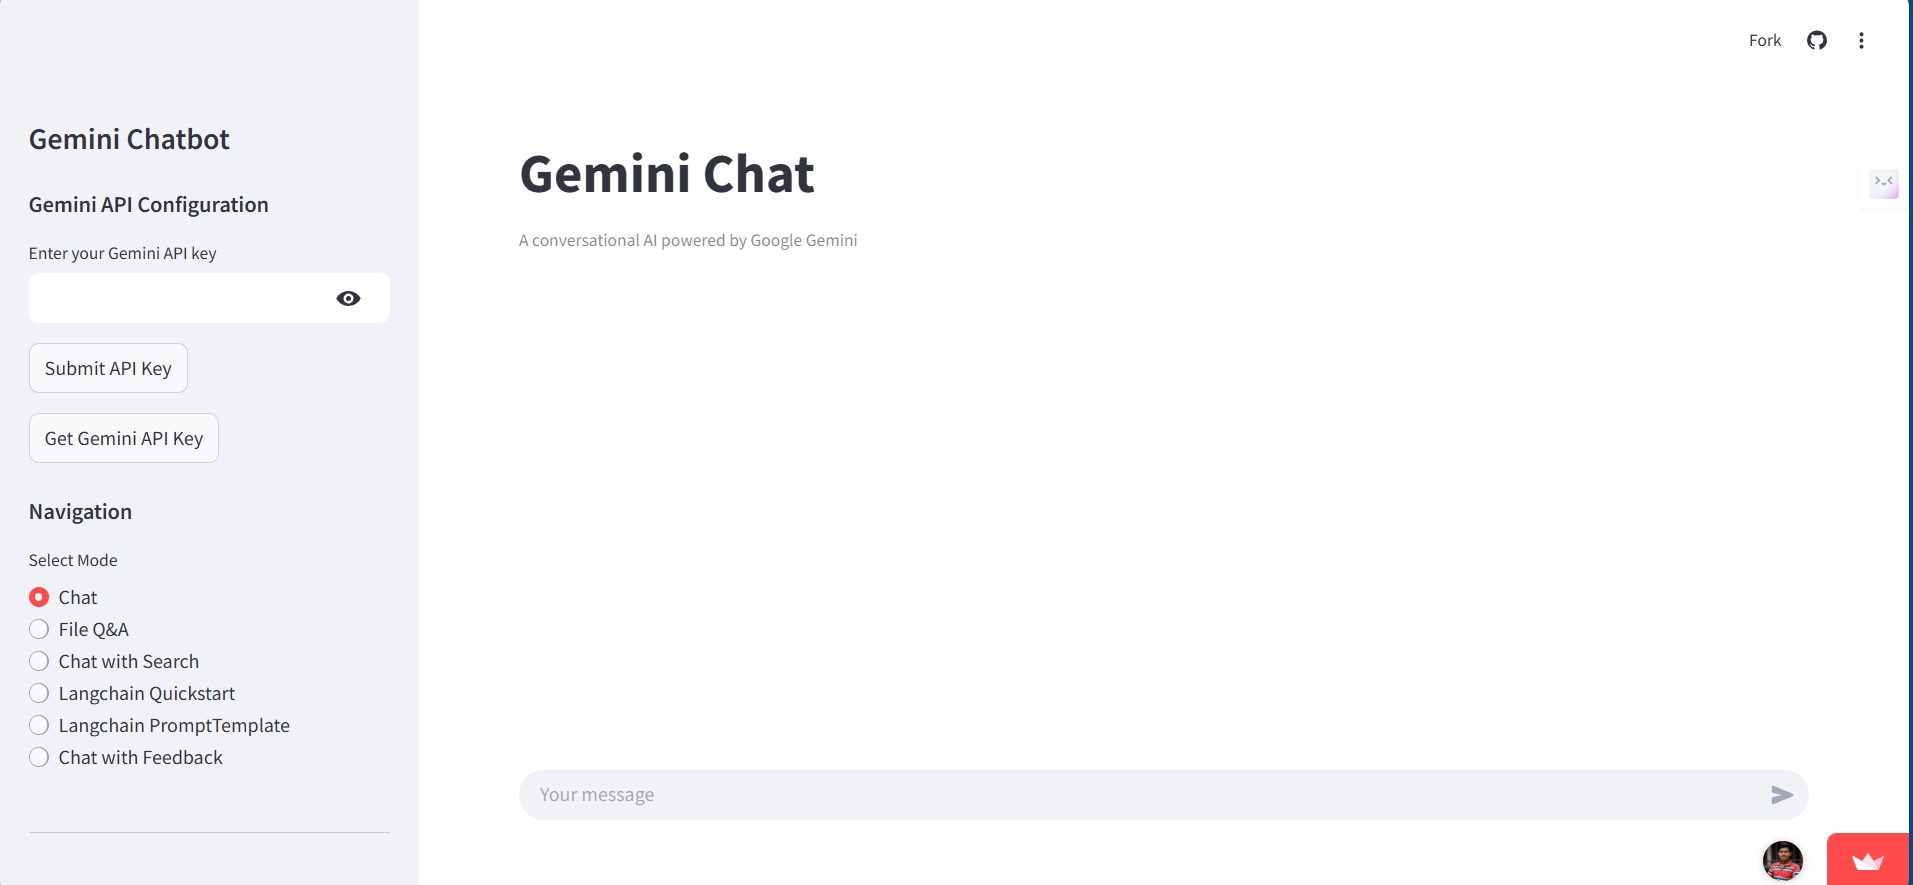 Fork
Gemini Chatbot
Gemini API Configuration
Enter your Gemini API key
Submit API Key
Get Gemini API Key
Navigation
Select Mode
Chat
File Q&A
Chat with Search
Langchain Quickstart
Langchain PromptTemplate
Chat with Feedback
Gemini Chat
A conversational AI powered by Google Gemini
Your message